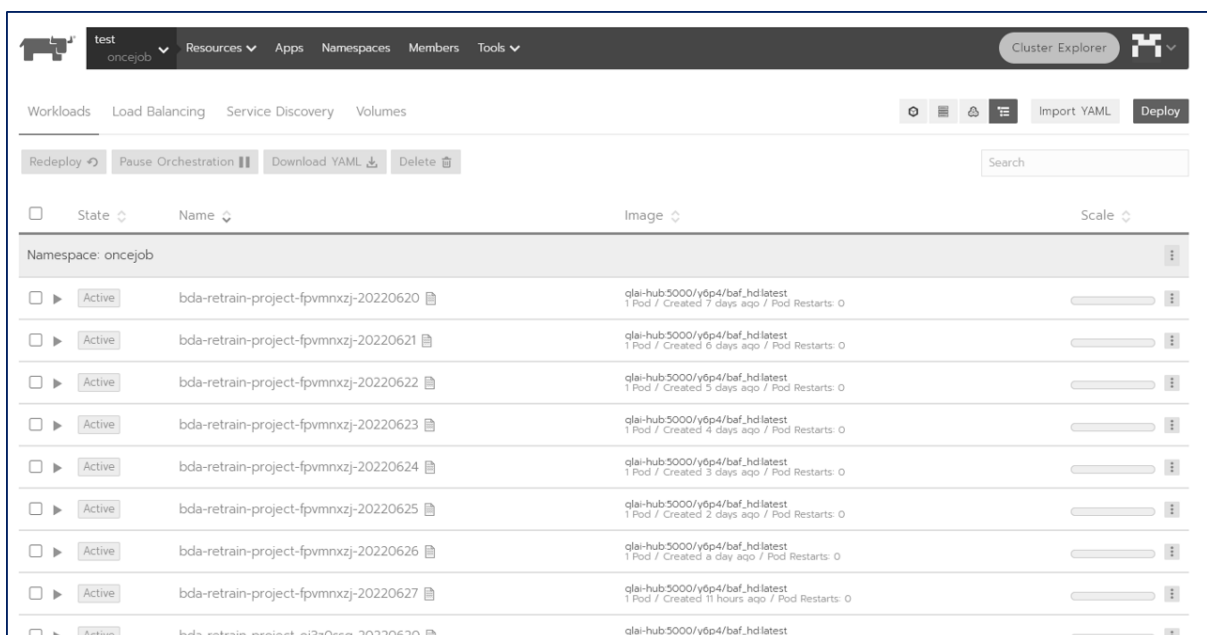 test
oncejob
Resources Apps Namespaces Members Tools
Cluster Explorer
Workloads Load Balancing Service Discovery Volumes
Import YAML Deploy
Redeploy Pause Orchestration Download YAML Delete
Search
State Name Image Scale
Namespace: oncejob
Active bda-retrain-project-fpvmnxzj-20220620
qlai-hub:5000/y6p4/baf_hd:latest
1 Pod / Created 7 days ago / Pod Restarts: 0
Active bda-retrain-project-fpvmnxzj-20220621
qlai-hub:5000/y6p4/baf_hd:latest
1 Pod / Created 6 days ago / Pod Restarts: 0
Active bda-retrain-project-fpvmnxzj-20220622
qlai-hub:5000/y6p4/baf_hd:latest
1 Pod / Created 5 days ago / Pod Restarts: 0
Active bda-retrain-project-fpvmnxzj-20220623
qlai-hub:5000/y6p4/baf_hd:latest
1 Pod / Created 4 days ago / Pod Restarts: 0
Active bda-retrain-project-fpvmnxzj-20220624
qlai-hub:5000/y6p4/baf_hd:latest
1 Pod / Created 3 days ago / Pod Restarts: 0
Active bda-retrain-project-fpvmnxzj-20220625
qlai-hub:5000/y6p4/baf_hd:latest
1 Pod / Created 2 days ago / Pod Restarts: 0
Active bda-retrain-project-fpvmnxzj-20220626
qlai-hub:5000/y6p4/baf_hd:latest
1 Pod / Created a day ago / Pod Restarts: 0
Active bda-retrain-project-fpvmnxzj-20220627
qlai-hub:5000/y6p4/baf_hd:latest
1 Pod / Created 11 hours ago / Pod Restarts: 0
Active
qlai-hub:5000/y6p4/baf_hd:latest